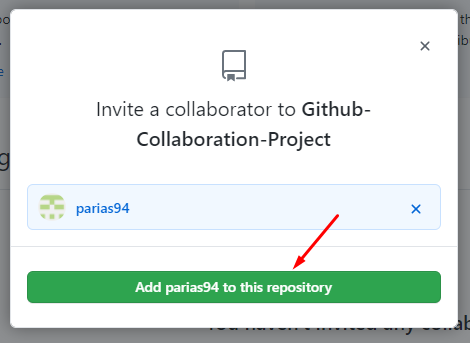 Invite a collaborator to Github-
Collaboration-Project
parias94
Add parias94 to this repository
You haven't invited any collab